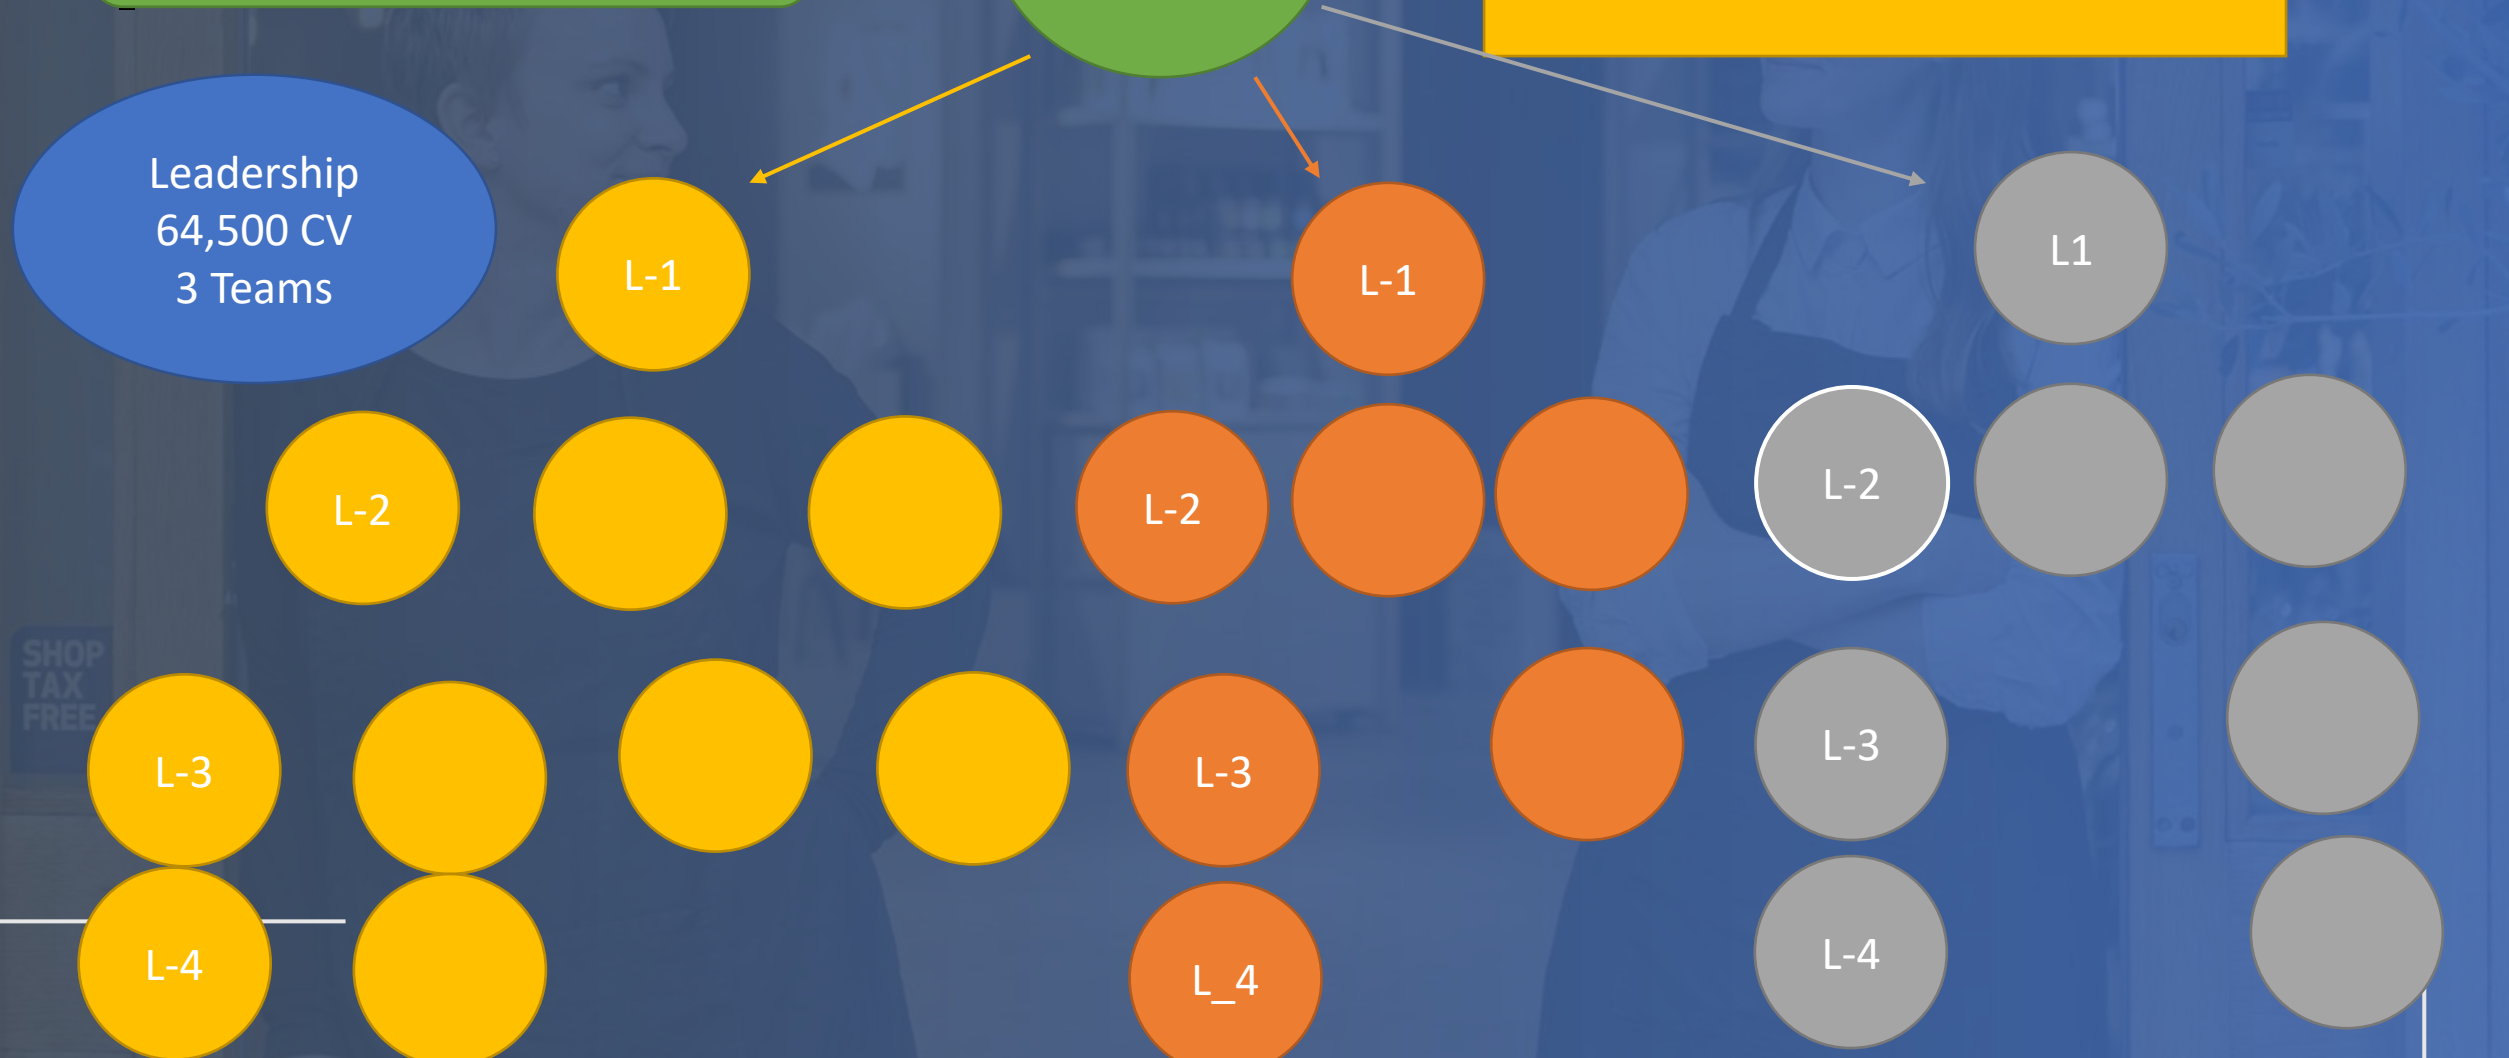 Leadership
64,500 CV
3 Teams
L-1
L-1
L1
L-2
L-2
L-2
L-3
L-3
L-3
L-4
L_4
L-4
SHOP
TAX
FREE